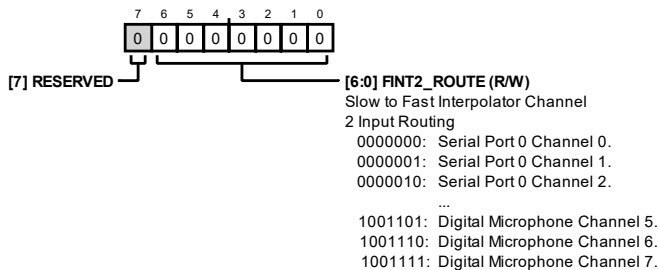 7 6 5 4 3 2 1 0
0 0 0 0 0 0 0 0
[7] RESERVED
[6:0] FINT2_ROUTE (R/W)
Slow to Fast Interpolator Channel
2 Input Routing
0000000: Serial Port 0 Channel 0.
0000001: Serial Port 0 Channel 1.
0000010: Serial Port 0 Channel 2.
...
1001101: Digital Microphone Channel 5.
1001110: Digital Microphone Channel 6.
1001111: Digital Microphone Channel 7.